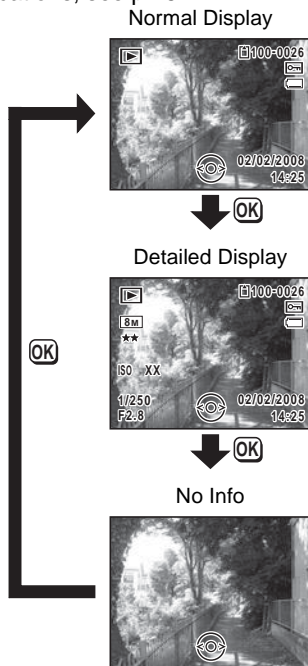 Normal Display
100-0026
02/02/2008
14:25
OK
Detailed Display
100-0026
8M
ISO XX
1/250
F2.8
02/02/2008
14:25
OK
OK
No Info